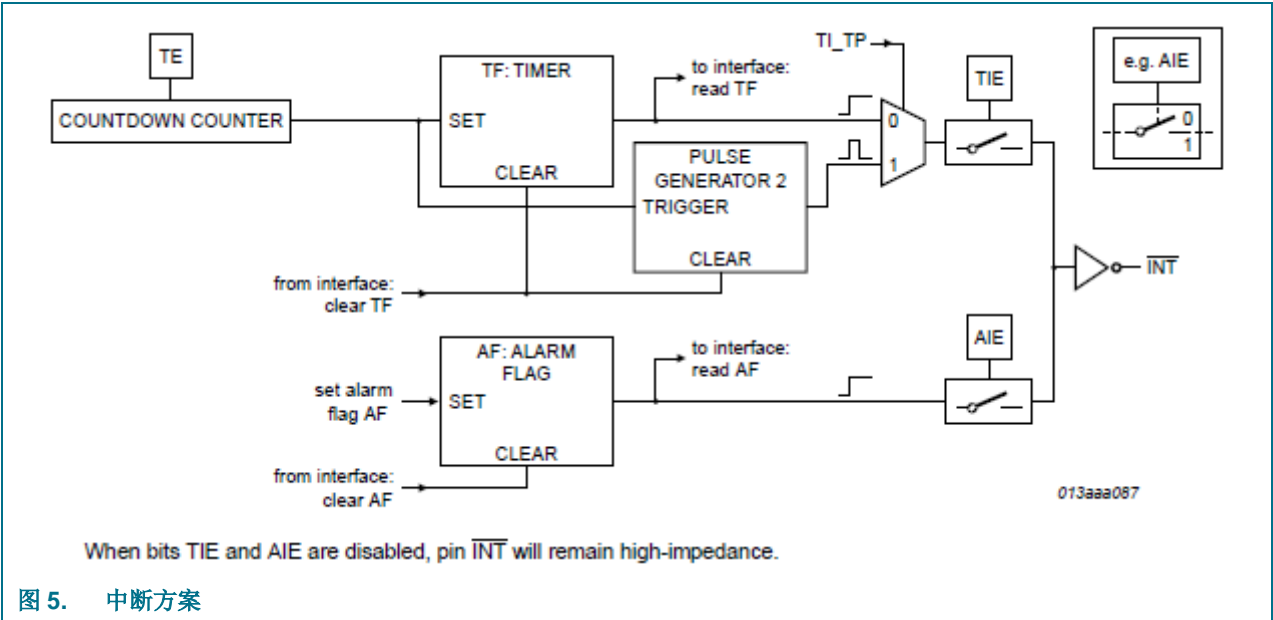 TE
COUNTDOWN COUNTER
TF: TIMER
SET
CLEAR
to interface:
read TF
PULSE
GENERATOR 2
TRIGGER
CLEAR
from interface:
clear TF
TI_TP
0
1
TIE
e.g. AIE
0
1
INT
AF: ALARM
FLAG
SET
CLEAR
set alarm
flag AF
from interface:
clear AF
to interface:
read AF
AIE
013aaa087
When bits TIE and AIE are disabled, pin INT will remain high-impedance.
图 5. 中断方案